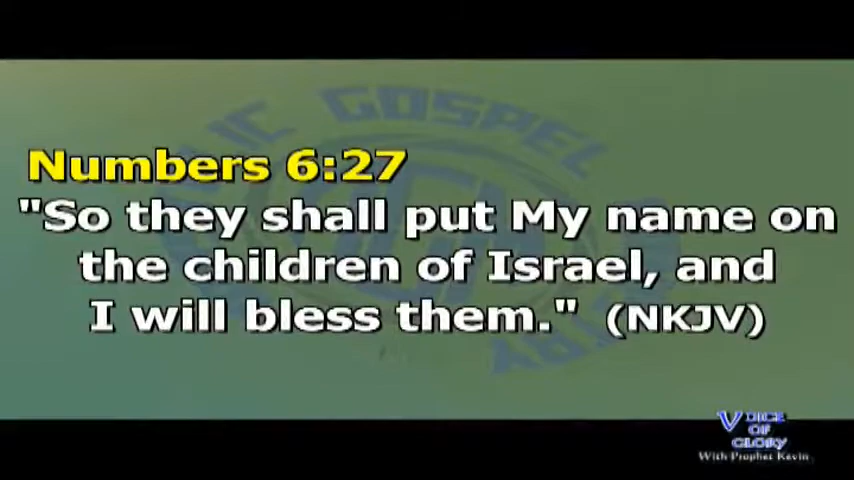 GOSPEL
Numbers 6:27
"So they shall put My name on
the children of Israel, and
I will bless them." (NKJV)
VOICE
OF
GLORY
With Prophet Kevin